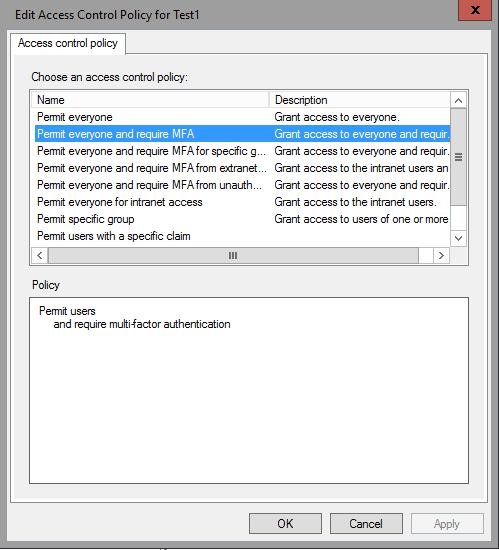 Edit Access Control Policy for Test1
x
Access control policy
Choose an access control policy:
Name Description
Permit everyone Grant access to everyone.
Permit everyone and require MFA Grant access to everyone and requir.
Permit everyone and require MFA for specific g... Grant access to everyone and requir.
Permit everyone and require MFA from extranet... Grant access to the intranet users an
Permit everyone and require MFA from unauth... Grant access to everyone and requir.
Permit everyone for intranet access Grant access to the intranet users.
Permit specific group Grant access to users of one or more
Permit users with a specific claim
Policy
Permit users
and require multi-factor authentication
OK Cancel Apply